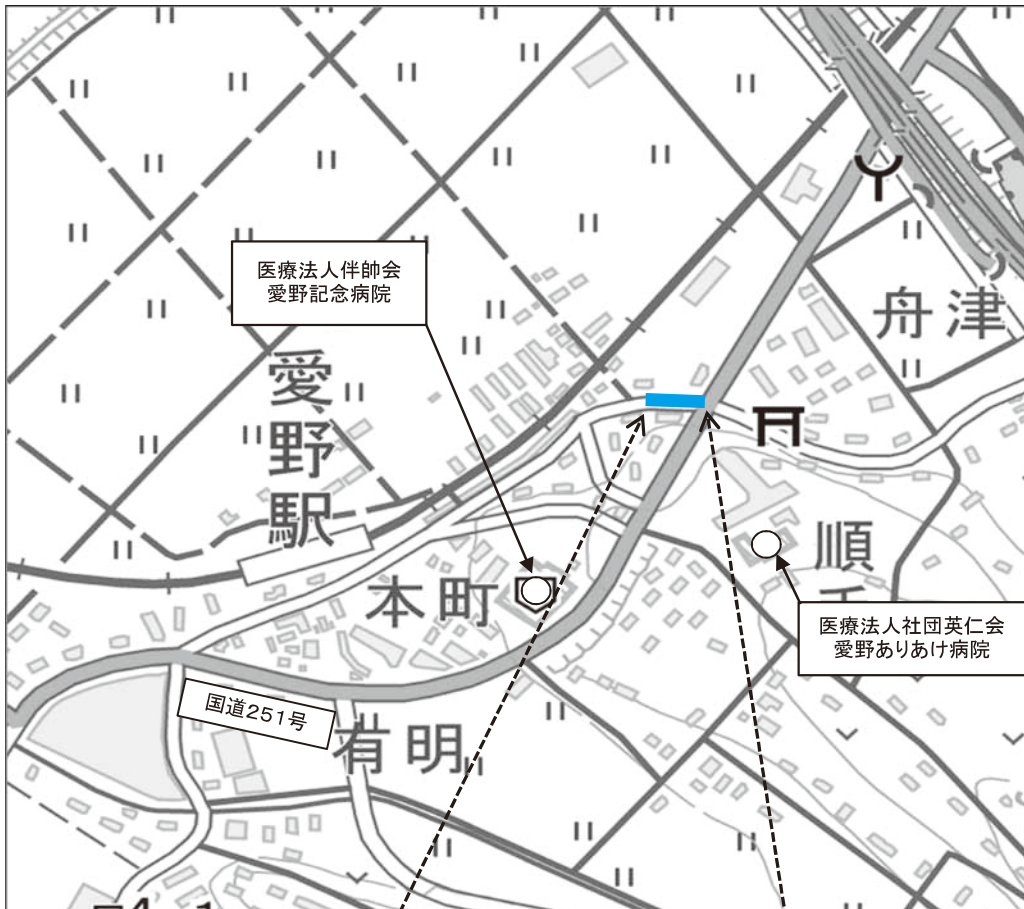 医療法人伴帥会
愛野記念病院
舟津
愛野駅
順
本町
医療法人社団英仁会
愛野ありあけ病院
国道251号
有明